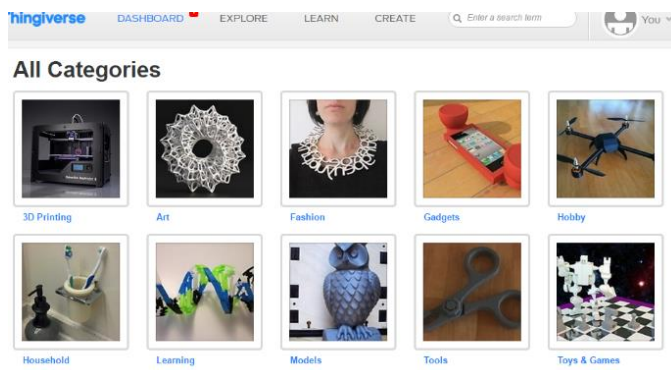 Thingiverse DASHBOARD EXPLORE LEARN CREATE Enter a search term You
All Categories
3D Printing Art Fashion Gadgets Hobby
Household Learning Models Tools Toys & Games